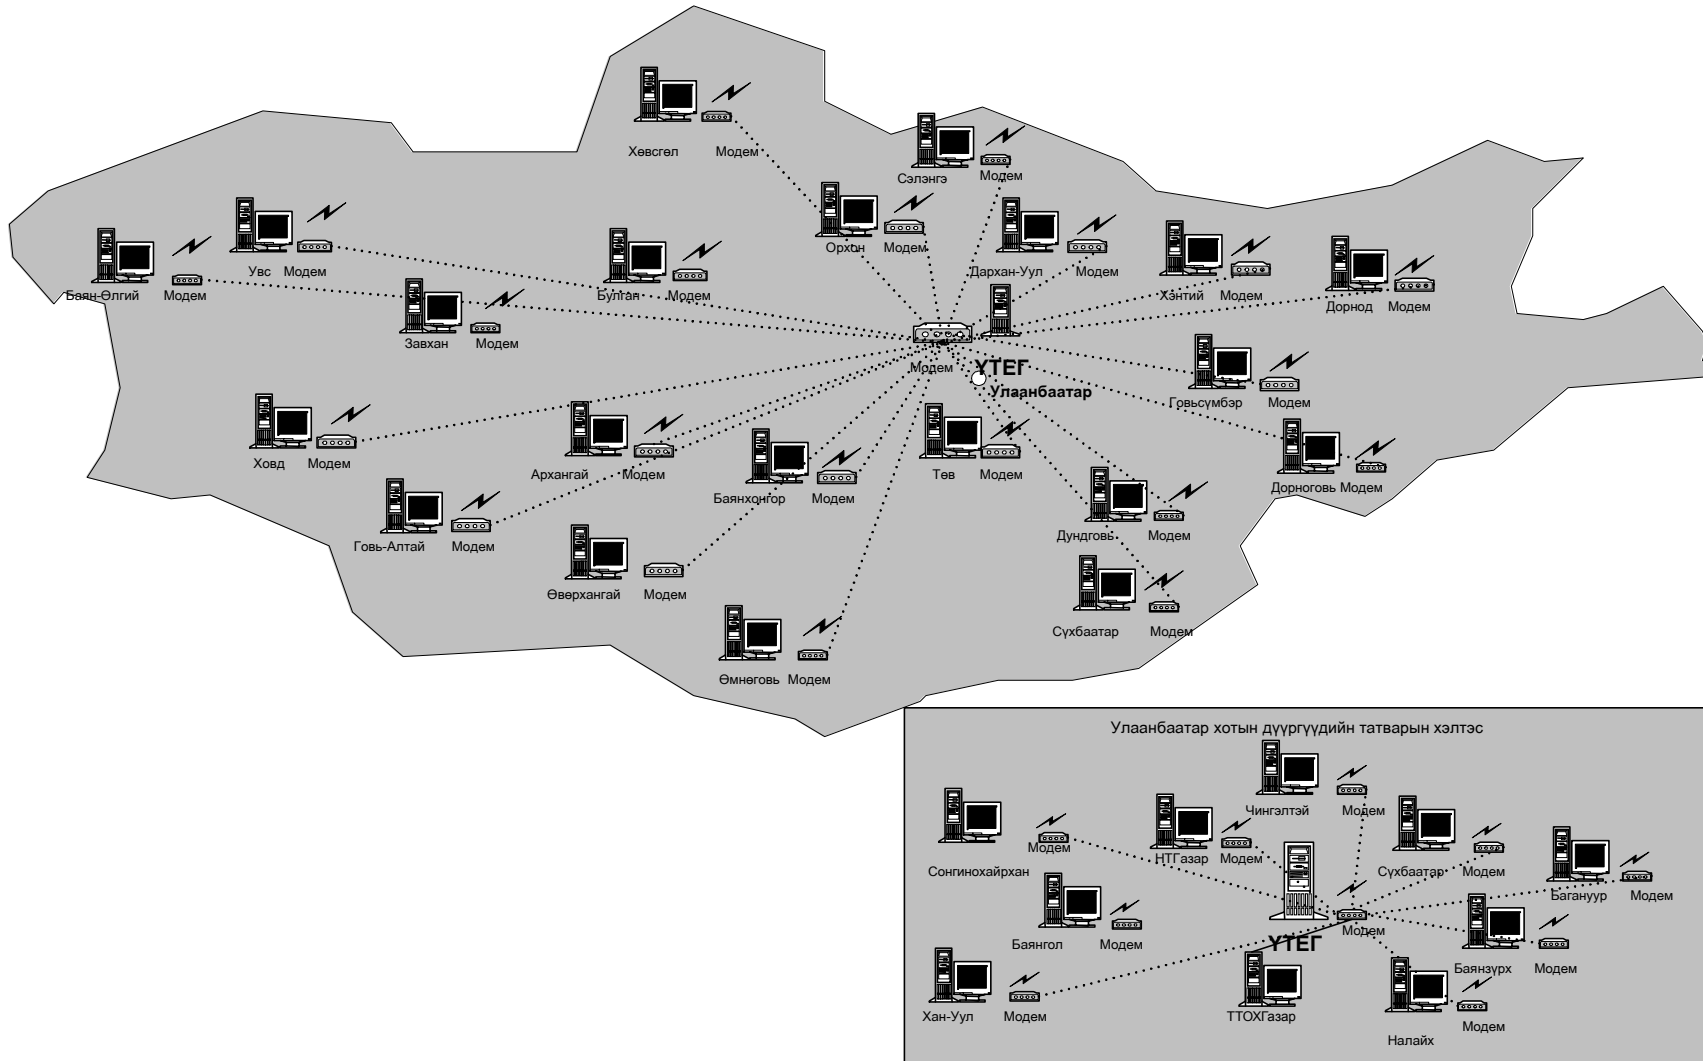 Хөвсгөл Модем
Сэлэнгэ Модем
Орхон Модем
Дархан-Уул Модем
Хэнтий Модем
Дорнод Модем
Увс Модем
Баян-Өлгий Модем
Булган Модем
Завхан Модем
Модем
ҮТЕГ
Улаанбаатар
Говьсүмбэр Модем
Ховд Модем
Архангай Модем
Баянхонгор Модем
Төв Модем
Дорноговь Модем
Говь-Алтай Модем
Дундговь Модем
Өвөрхангай Модем
Сүхбаатар Модем
Өмнөговь Модем
Улаанбаатар хотын дүүргүүдийн татварын хэлтэс
Чингэлтэй Модем
Сонгинохайрхан Модем
НТГазар Модем
Сүхбаатар Модем
Багануур Модем
Баянгол Модем
ҮТЕГ Модем
Баянзүрх Модем
Хан-Уул Модем
ТТОХГазар
Налайх Модем